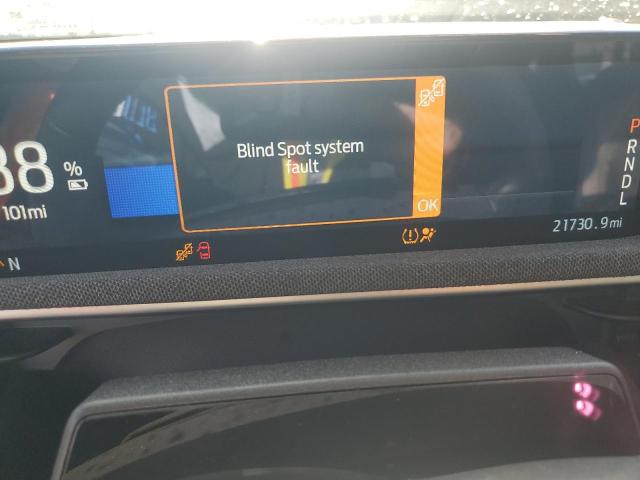 Blind Spot system
fault
OK
88 %
101mi
N
P
R
N
D
L
21730.9 mi